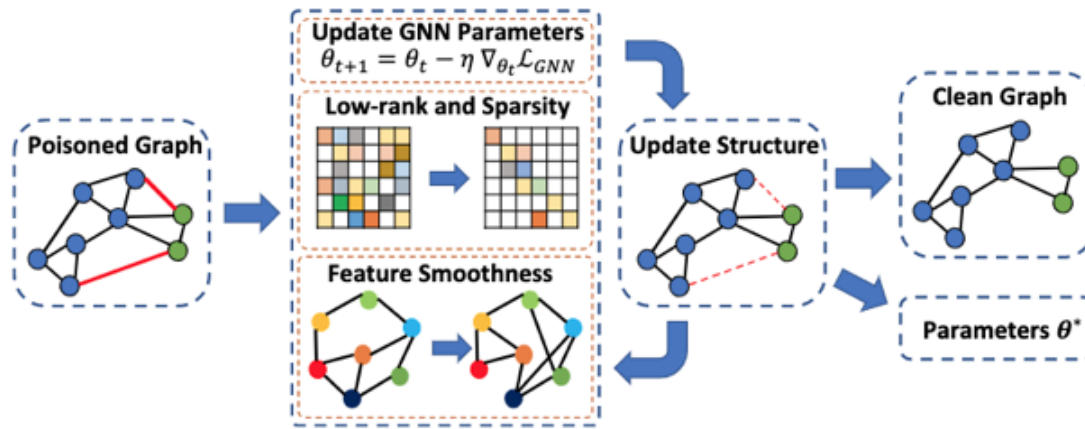 Poisoned Graph
Update GNN Parameters
θ_{t+1} = θ_t − η ∇_{θ_t} ℒ_{GNN}
Low-rank and Sparsity
Feature Smoothness
Update Structure
Clean Graph
Parameters θ*